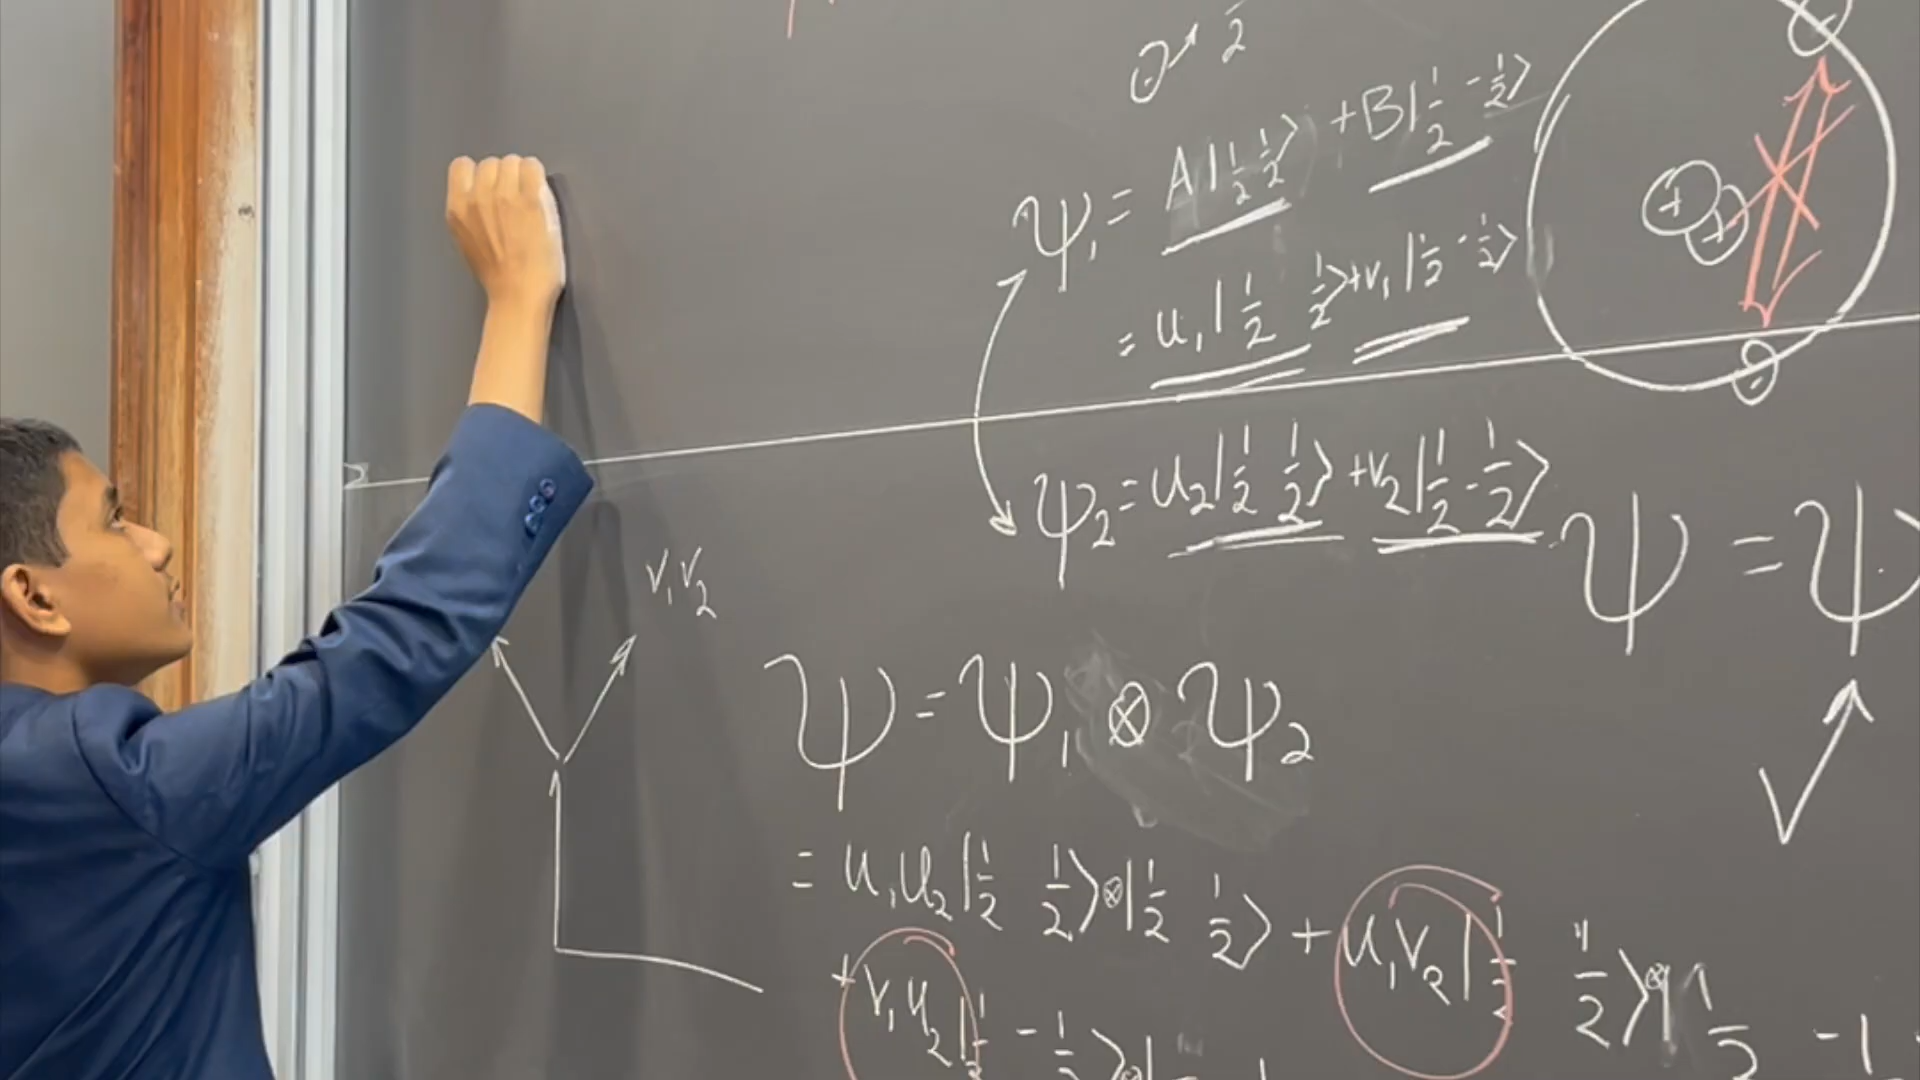 ψ₁ = A|½ ½⟩ + B|½ -½⟩
= u₁|½ ½⟩ + v₁|½ -½⟩
ψ₂ = u₂|½ ½⟩ + v₂|½ -½⟩
ψ = ψ
v₁v₂
ψ = ψ₁ ⊗ ψ₂
= u₁u₂|½ ½⟩⊗|½ ½⟩ + u₁v₂|½ ½⟩⊗|½ -1
+ v₁u₂|½ -½⟩⊗|